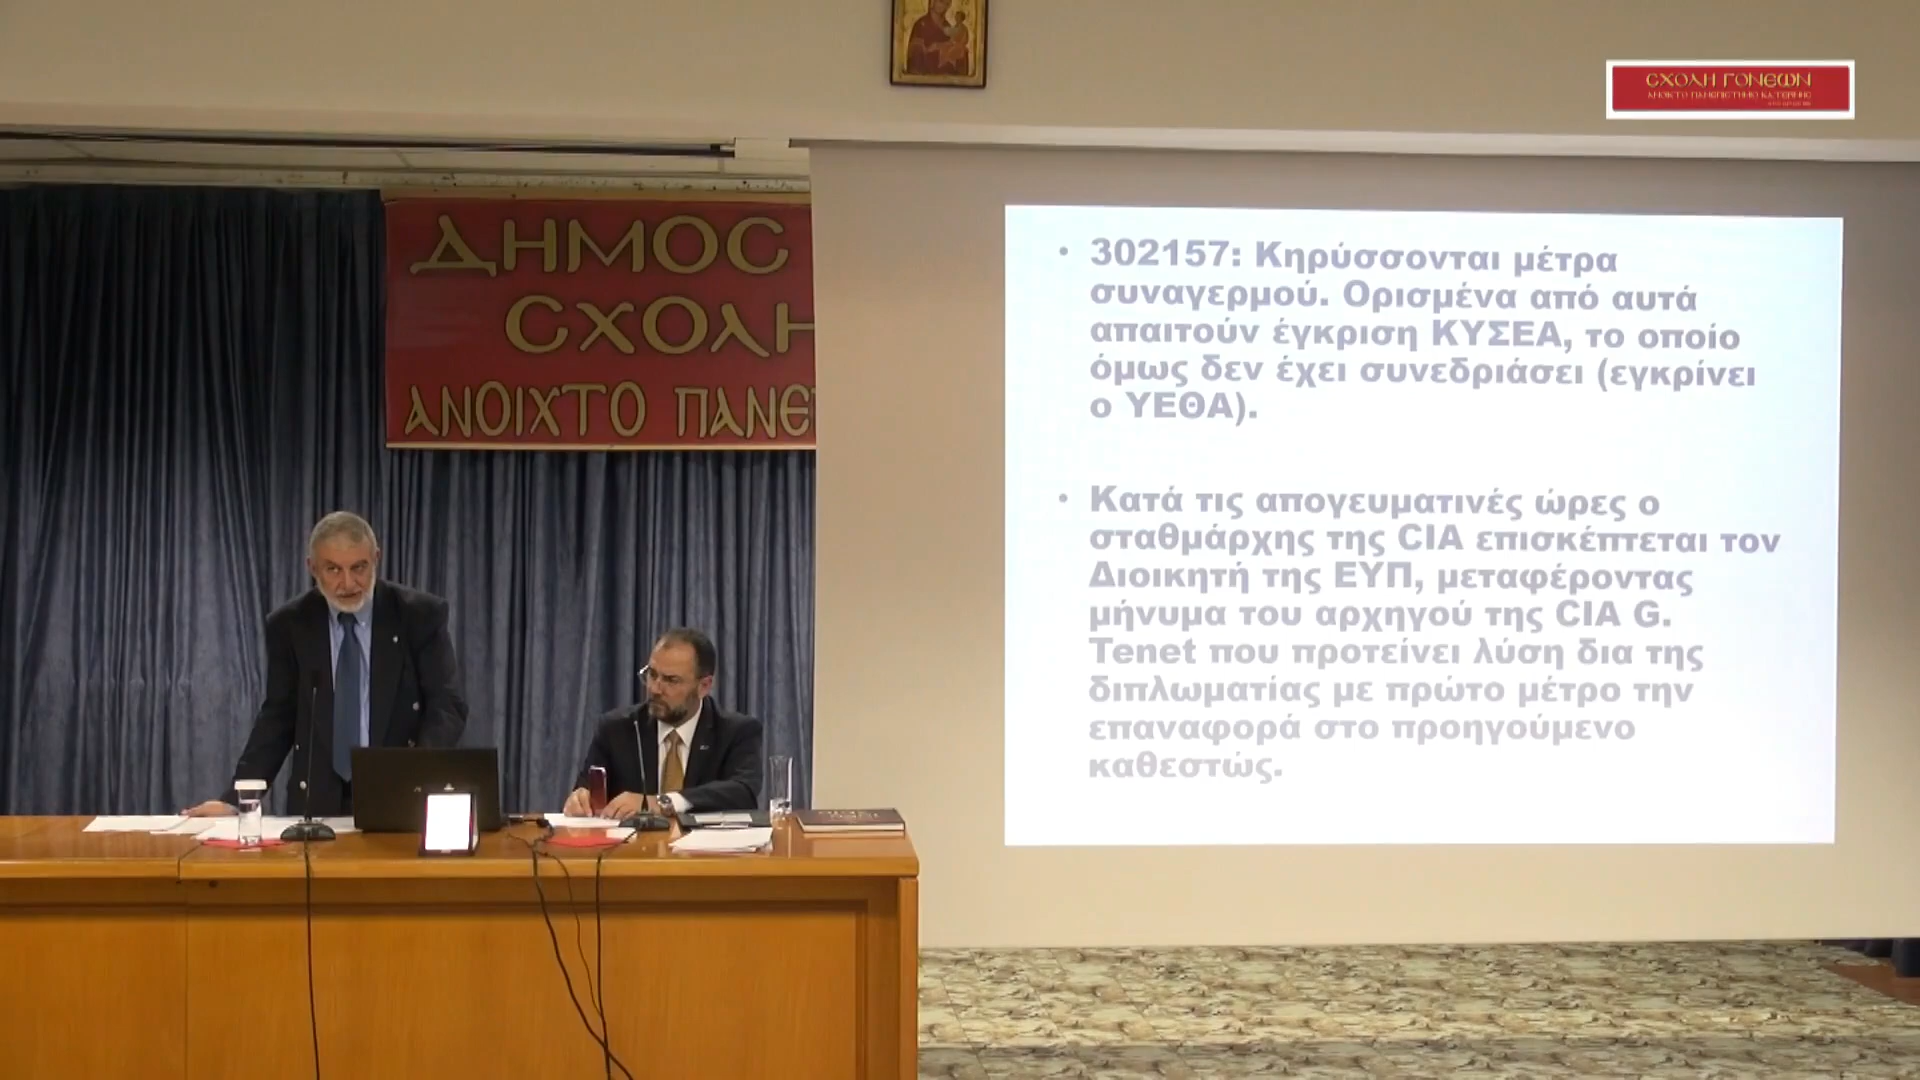 ΣΧΟΛΗ ΓΟΝΕΩΝ
ΑΝΟΙΚΤΟ ΠΑΝΕΠΙΣΤΗΜΙΟ ΚΑΤΕΡΙΝΗΣ
ΔΗΜΟΣ
ΣΧΟΛΗ
ΑΝΟΙΧΤΟ ΠΑΝΕ
• 302157: Κηρύσσονται μέτρα
συναγερμού. Ορισμένα από αυτά
απαιτούν έγκριση ΚΥΣΕΑ, το οποίο
όμως δεν έχει συνεδριάσει (εγκρίνει
ο ΥΕΘΑ).
• Κατά τις απογευματινές ώρες ο
σταθμάρχης της CIA επισκέπτεται τον
Διοικητή της ΕΥΠ, μεταφέροντας
μήνυμα του αρχηγού της CIA G.
Tenet που προτείνει λύση δια της
διπλωματίας με πρώτο μέτρο την
επαναφορά στο προηγούμενο
καθεστώς.